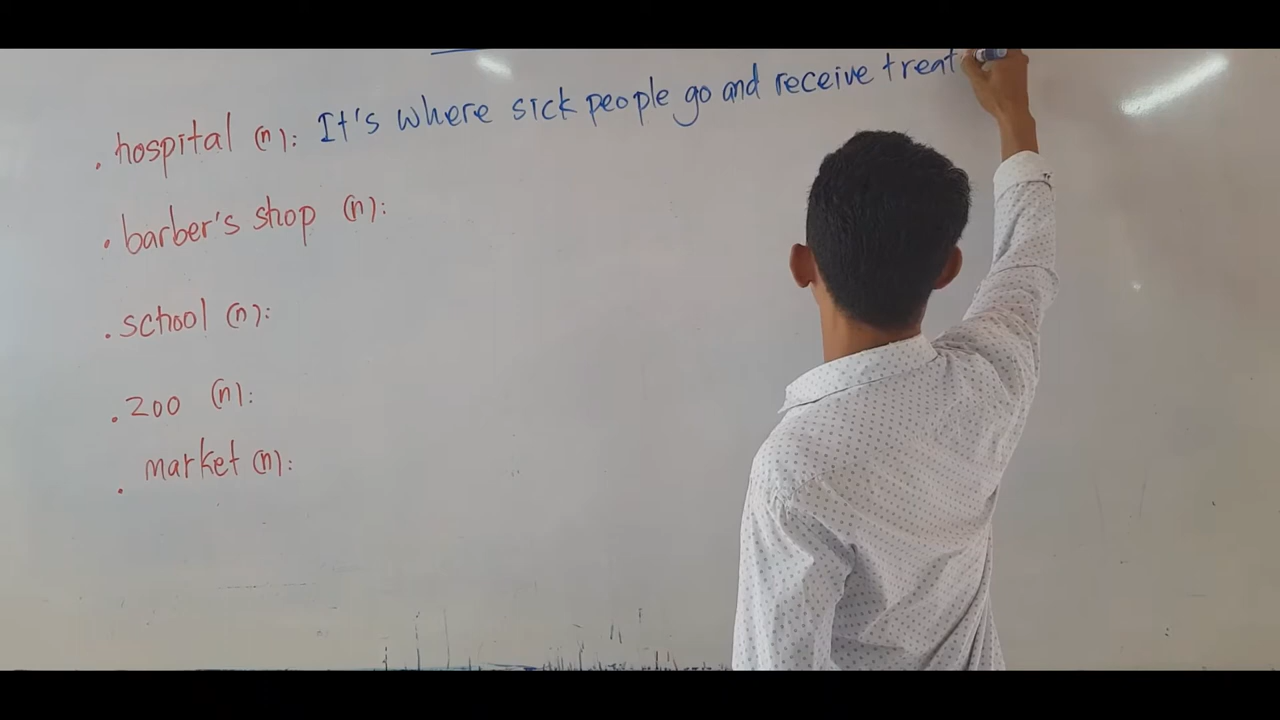 . hospital (n): It's where sick people go and receive treat
. barber's shop (n):
. school (n):
. zoo (n):
. market (n):